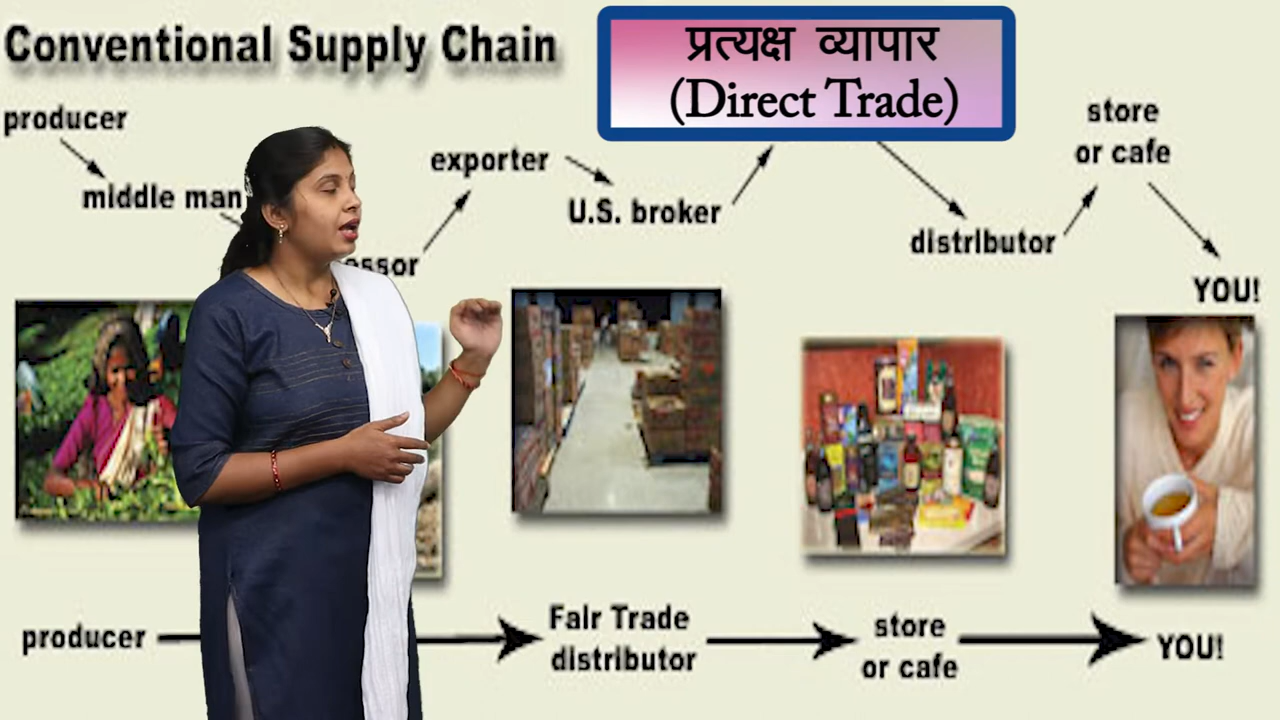 Conventional Supply Chain
प्रत्यक्ष व्यापार
(Direct Trade)
producer
middle man
exporter
U.S. broker
distributor
store
or cafe
YOU!
producer
Fair Trade
distributor
store
or cafe
YOU!